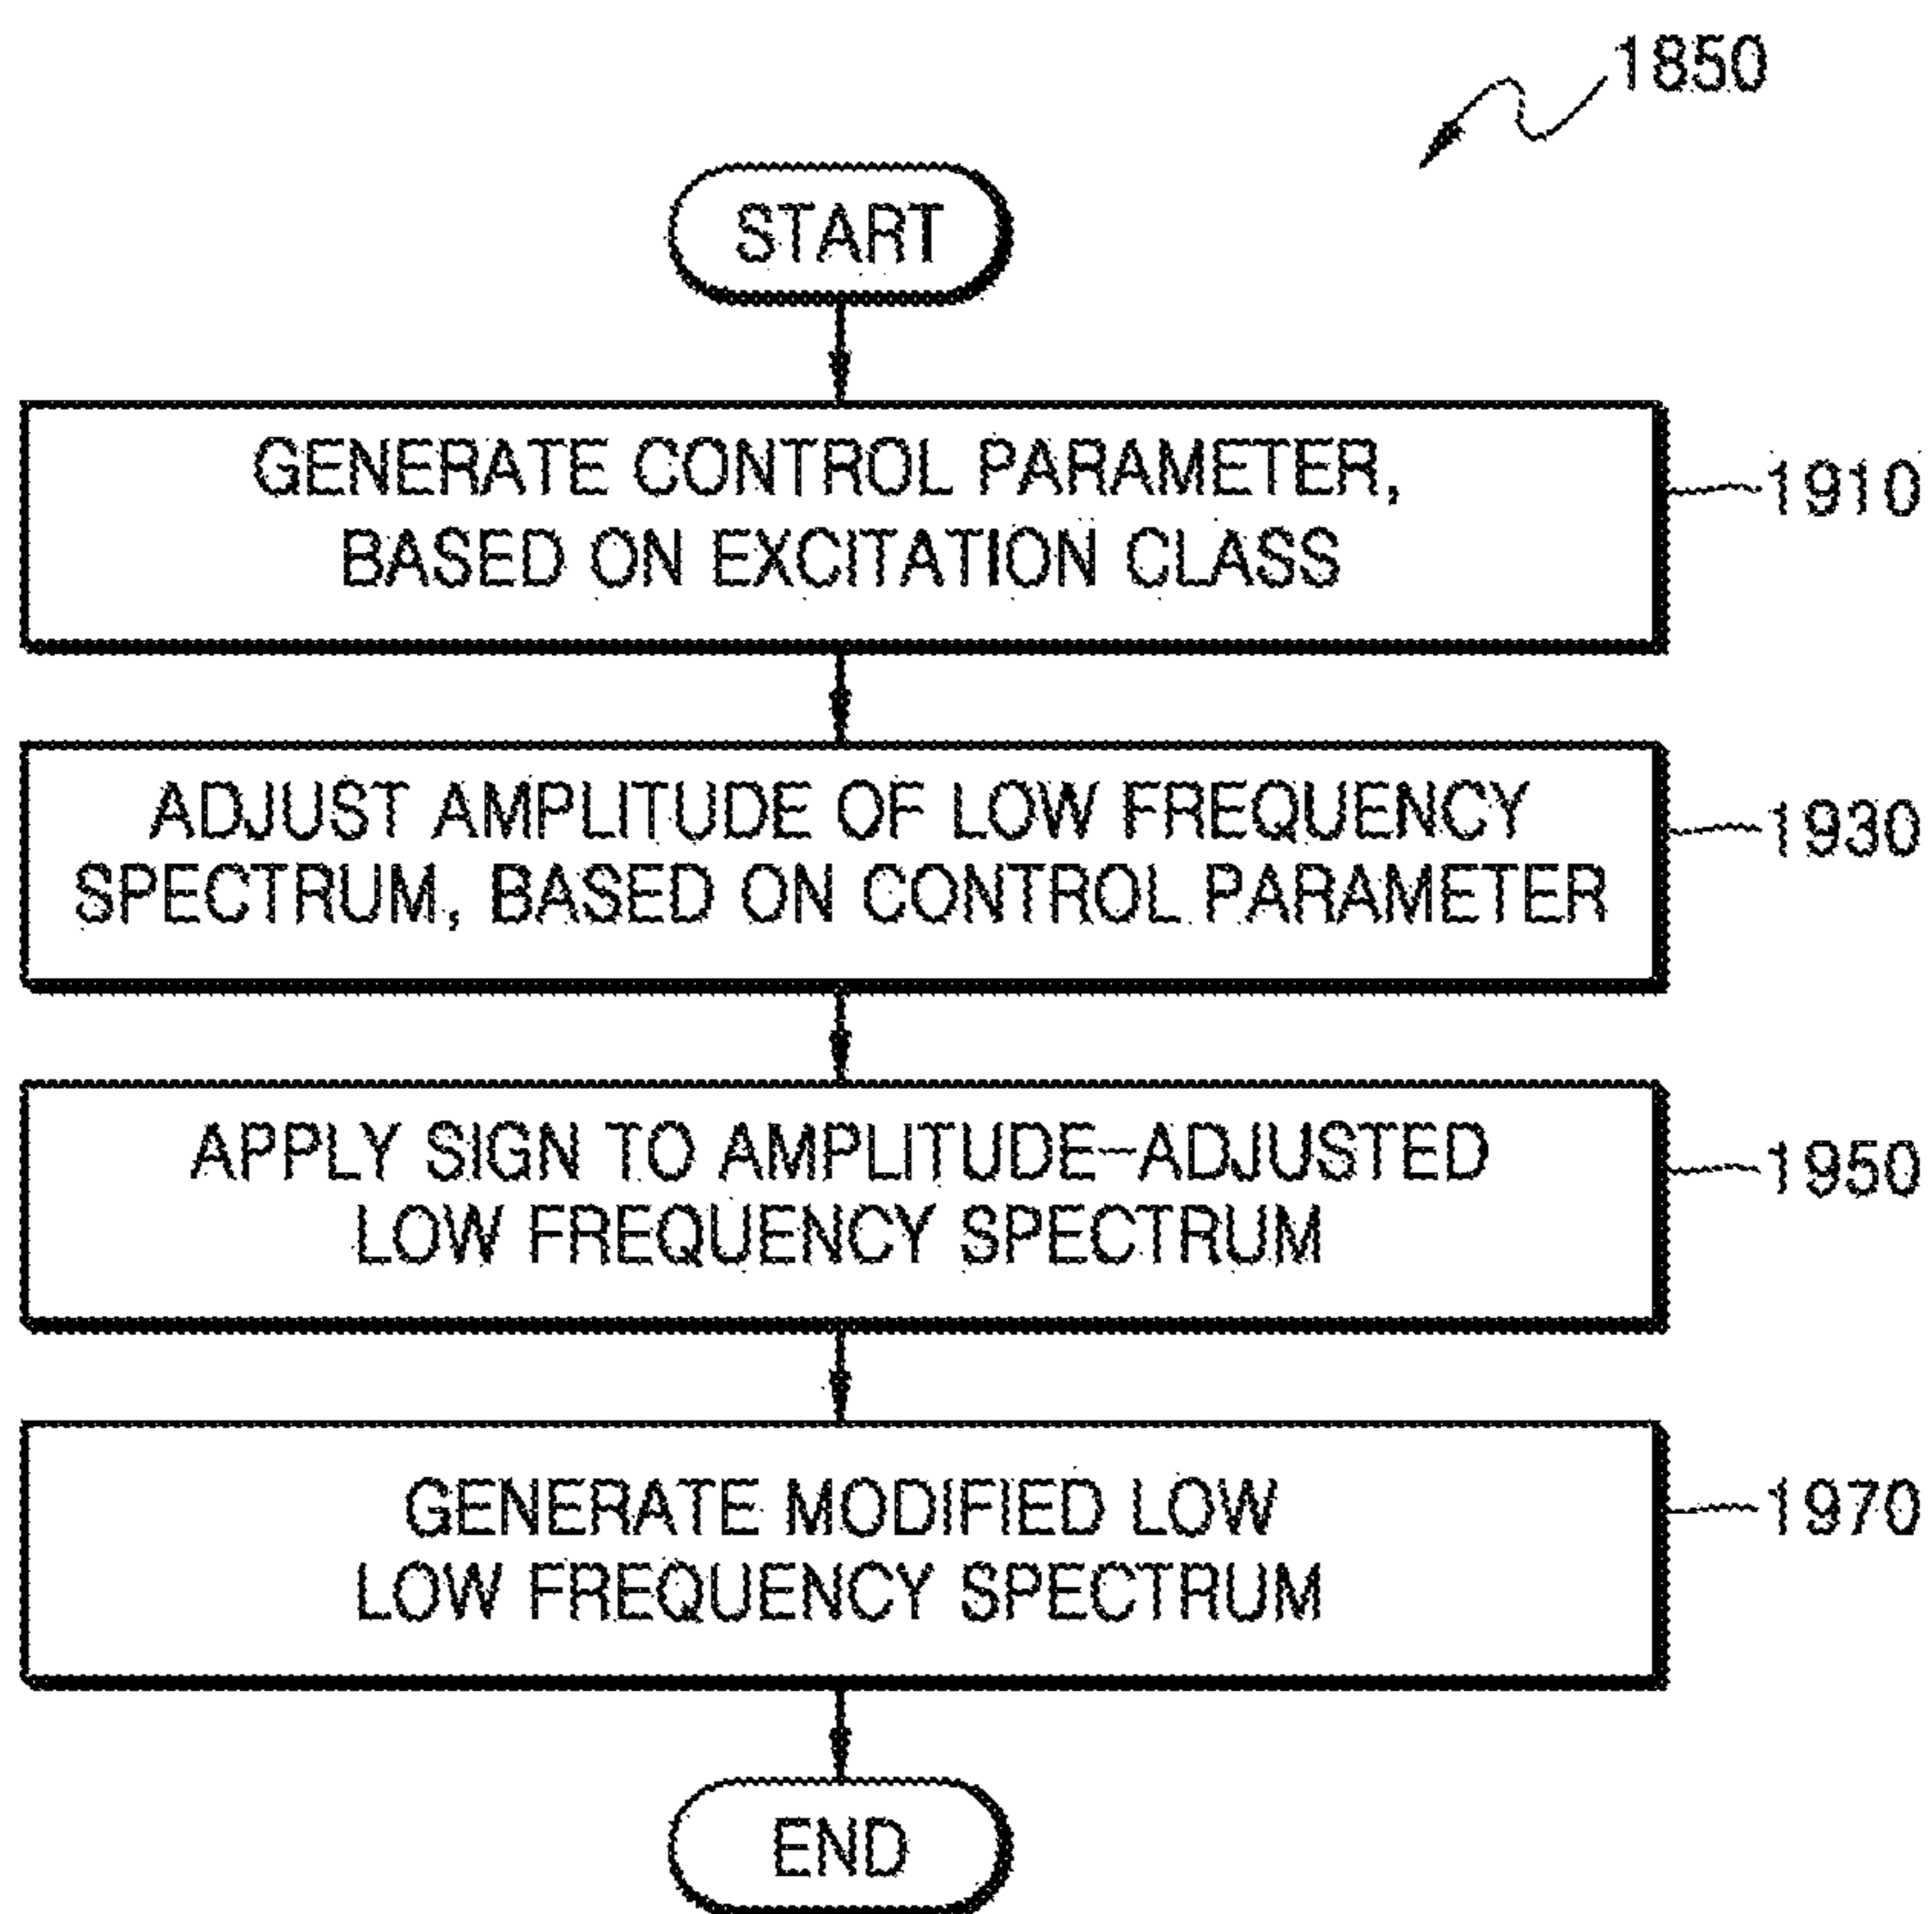 1850
START
GENERATE CONTROL PARAMETER,
BASED ON EXCITATION CLASS
1910
ADJUST AMPLITUDE OF LOW FREQUENCY
SPECTRUM, BASED ON CONTROL PARAMETER
1930
APPLY SIGN TO AMPLITUDE-ADJUSTED
LOW FREQUENCY SPECTRUM
1950
GENERATE MODIFIED LOW
LOW FREQUENCY SPECTRUM
1970
END